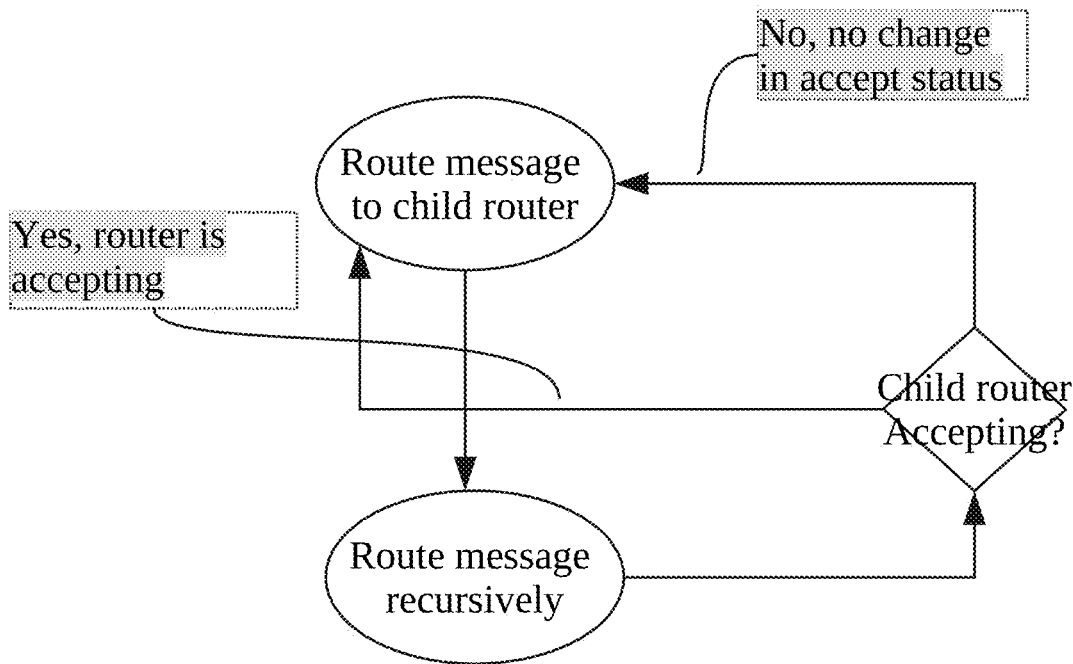 No, no change
in accept status
Route message
to child router
Yes, router is
accepting
Child router
Accepting?
Route message
recursively